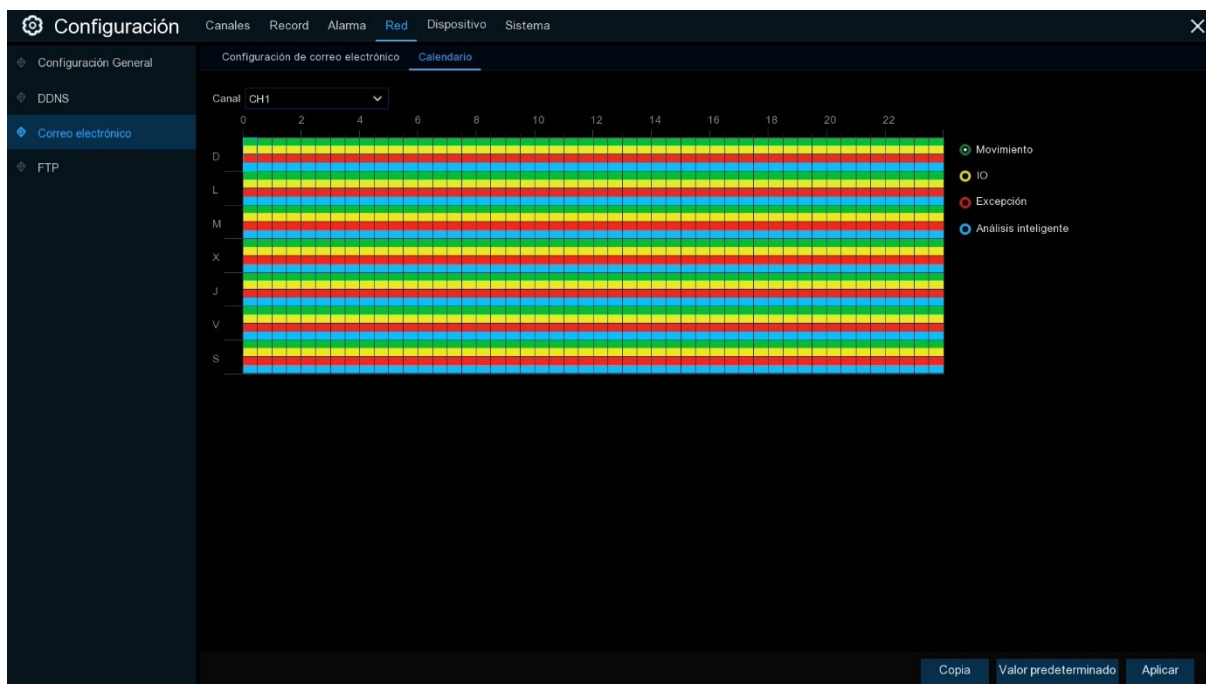 Configuración Canales Record Alarma Red Dispositivo Sistema
Configuración General
DDNS
Correo electrónico
FTP
Configuración de correo electrónico Calendario
Canal CH1
0 2 4 6 8 10 12 14 16 18 20 22
D
L
M
X
J
V
S
Movimiento
IO
Excepción
Análisis inteligente
Copia Valor predeterminado Aplicar